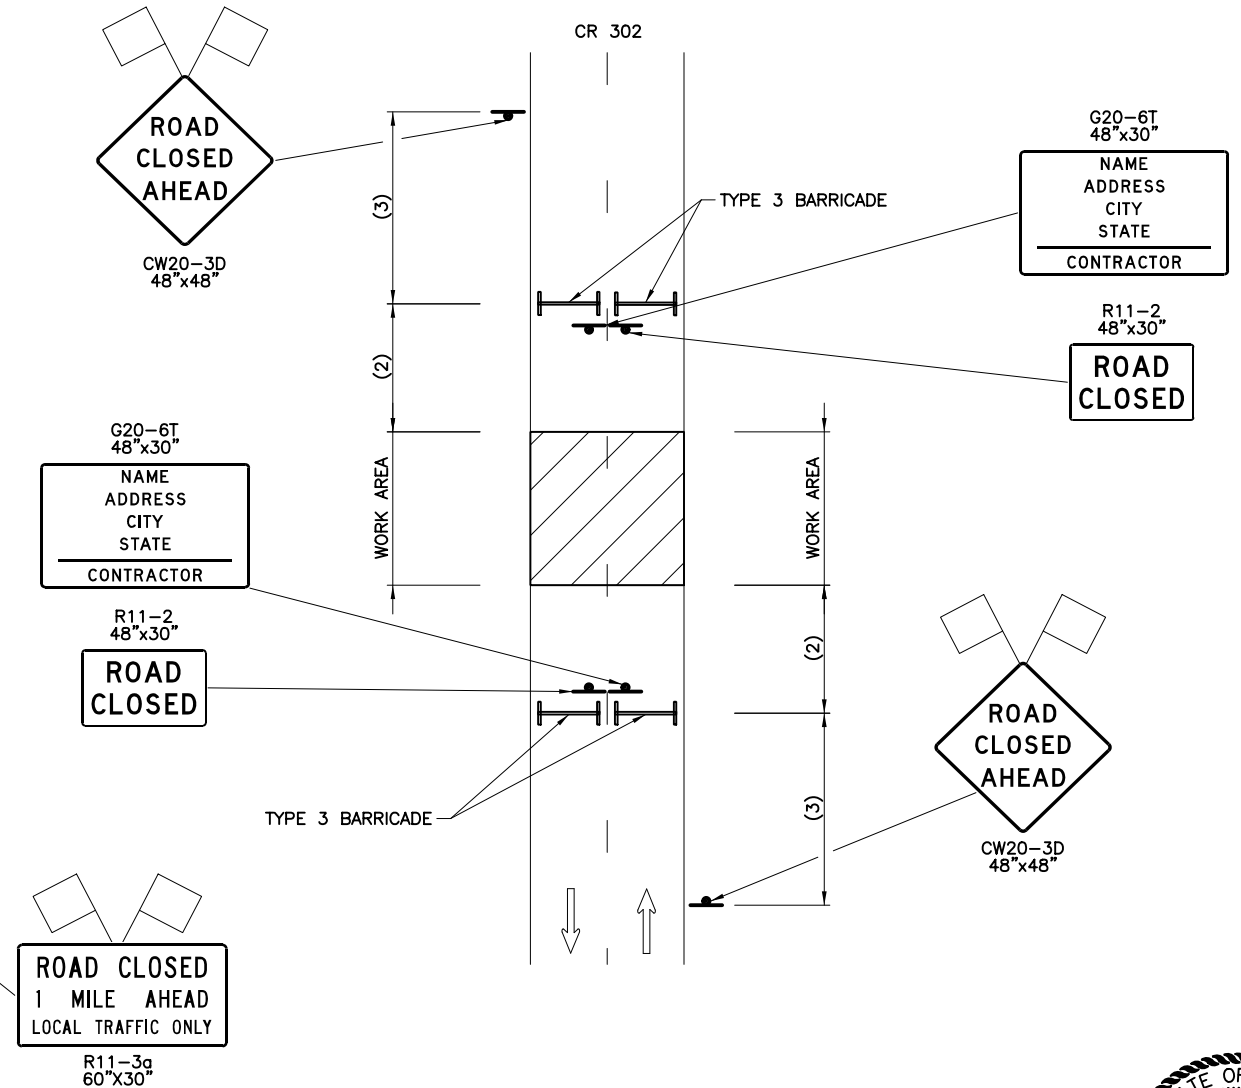 CR 302
ROAD
CLOSED
AHEAD
CW20-3D
48"x48"
(3)
TYPE 3 BARRICADE
G20-6T
48"x30"
NAME
ADDRESS
CITY
STATE
CONTRACTOR
R11-2
48"x30"
ROAD
CLOSED
(2)
WORK AREA
WORK AREA
G20-6T
48"x30"
NAME
ADDRESS
CITY
STATE
CONTRACTOR
R11-2
48"x30"
ROAD
CLOSED
(2)
TYPE 3 BARRICADE
(3)
ROAD
CLOSED
AHEAD
CW20-3D
48"x48"
ROAD CLOSED
1 MILE AHEAD
LOCAL TRAFFIC ONLY
R11-3a
60"X30"
TE OF